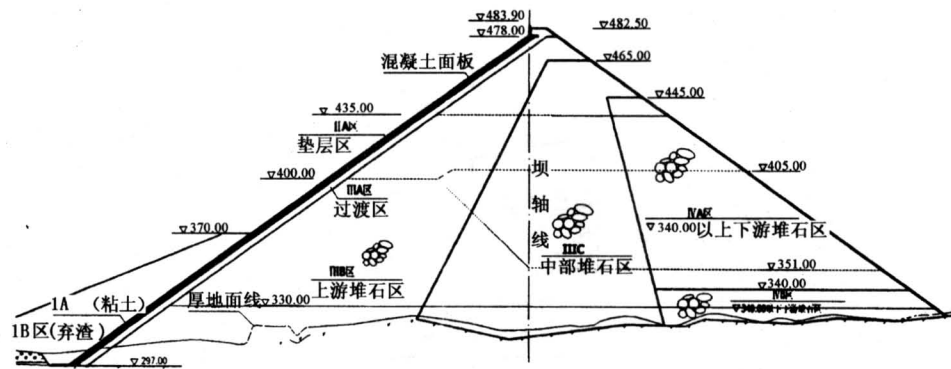 ▽483.90
▽482.50
▽478.00
混凝土面板
▽465.00
▽445.00
▽ 435.00
IIA区
垫层区
▽405.00
▽400.00
坝轴线
IIIA区
过渡区
IVA区
▽ 340.00以上下游堆石区
▽370.00
IIIC
中部堆石区
IIIB区
上游堆石区
▽351.00
▽340.00
IVB区
1A (粘土)
厚地面线▽330.00
1B区(弃渣)
▽297.00